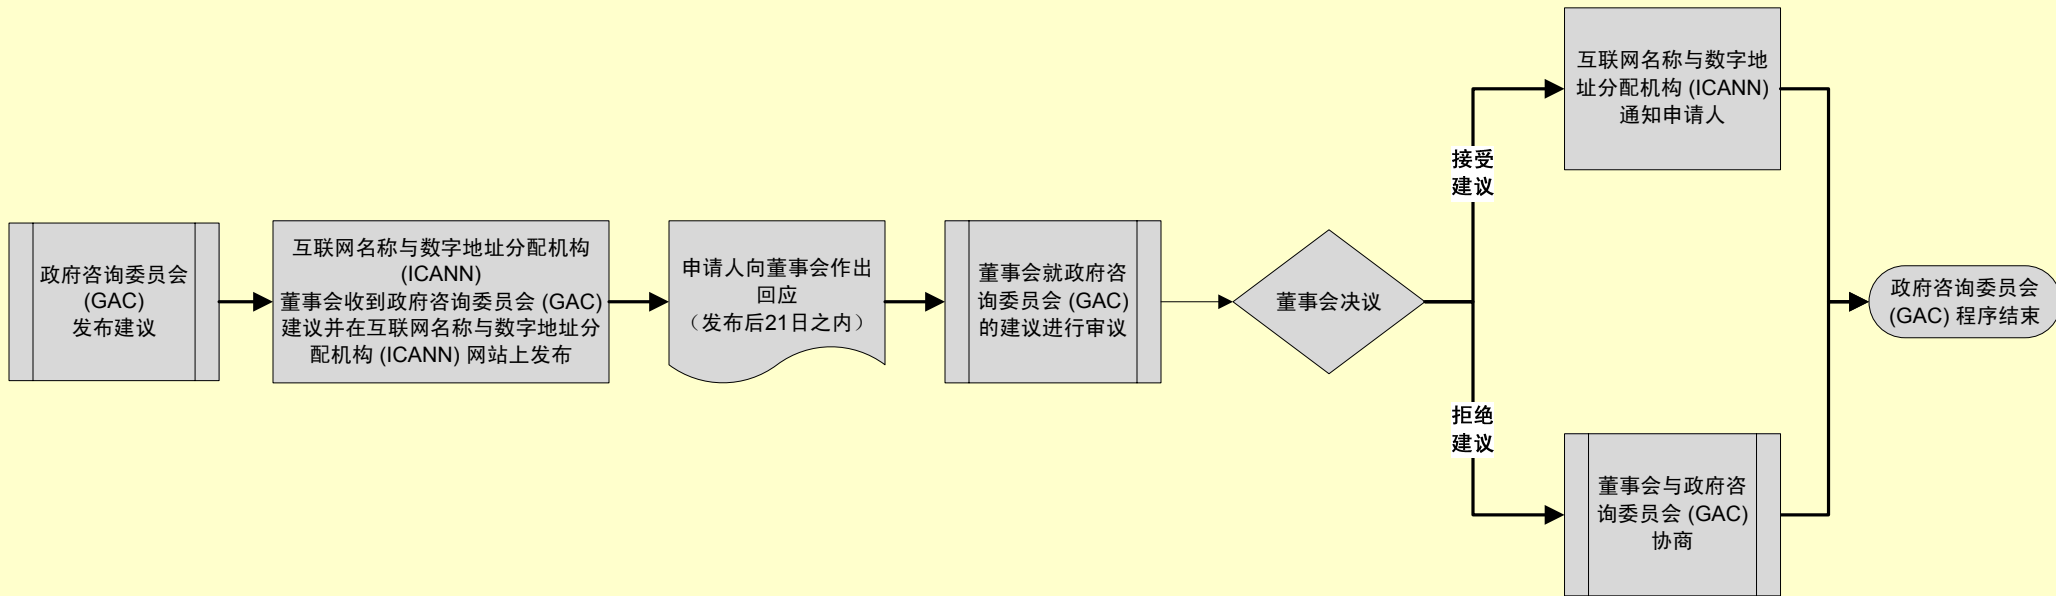 政府咨询委员会
(GAC)
发布建议
互联网名称与数字地址分配机构
(ICANN)
董事会收到政府咨询委员会 (GAC)
建议并在互联网名称与数字地址分
配机构 (ICANN) 网站上发布
申请人向董事会作出
回应
（发布后21日之内）
董事会就政府咨
询委员会 (GAC)
的建议进行审议
董事会决议
接受
建议
互联网名称与数字地
址分配机构 (ICANN)
通知申请人
拒绝
建议
董事会与政府咨
询委员会 (GAC)
协商
政府咨询委员会
(GAC) 程序结束